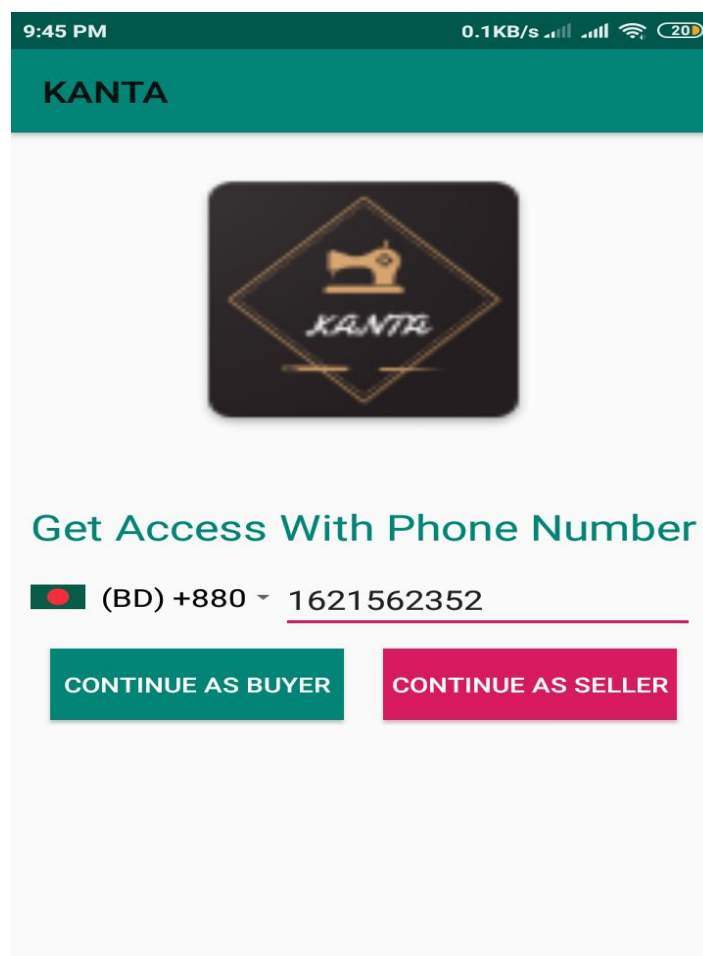 9:45 PM 0.1KB/s 20
KANTA
KANTA
Get Access With Phone Number
(BD) +880 1621562352
CONTINUE AS BUYER CONTINUE AS SELLER